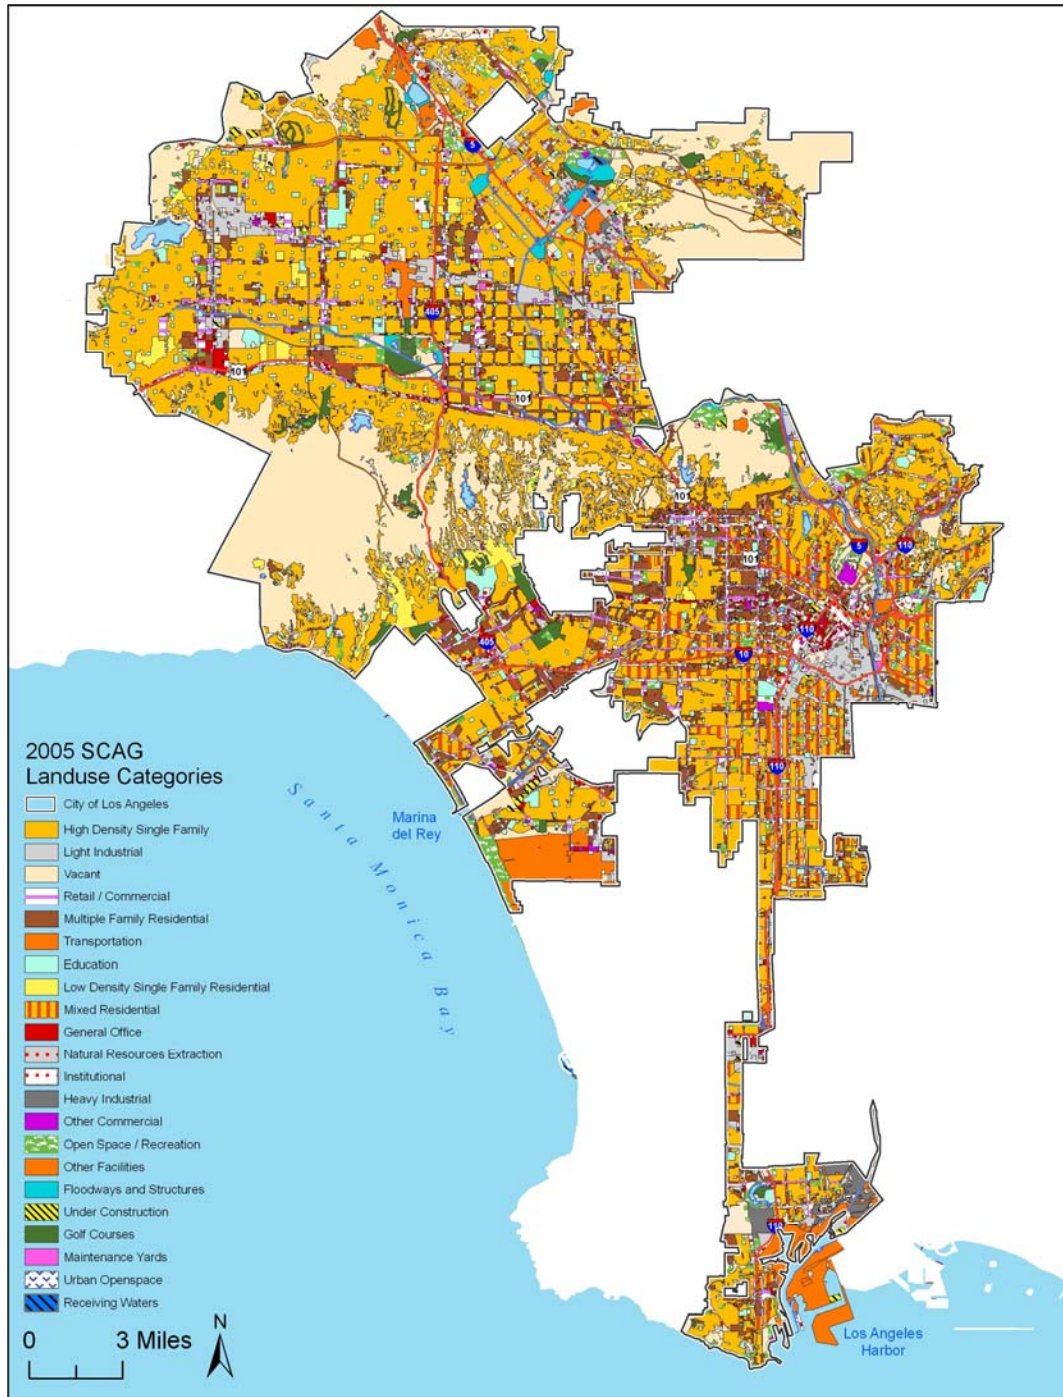 5
405
101
101
101
101
5
110
110
405
10
110
Marina
del Rey
Santa Monica Bay
110
Los Angeles
Harbor
2005 SCAG
Landuse Categories
City of Los Angeles
High Density Single Family
Light Industrial
Vacant
Retail / Commercial
Multiple Family Residential
Transportation
Education
Low Density Single Family Residential
Mixed Residential
General Office
Natural Resources Extraction
Institutional
Heavy Industrial
Other Commercial
Open Space / Recreation
Other Facilities
Floodways and Structures
Under Construction
Golf Courses
Maintenance Yards
Urban Openspace
Receiving Waters
0 3 Miles
N